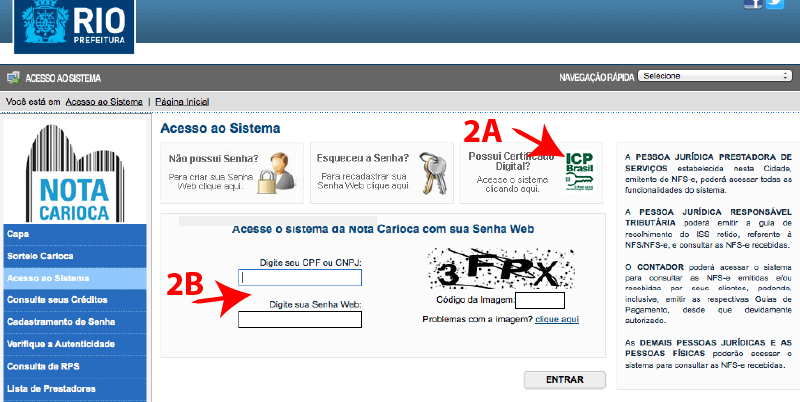 RIO
PREFEITURA
ACESSO AO SISTEMA
NAVEGAÇÃO RÁPIDA
Selecione
Você está em Acesso ao Sistema | Página Inicial
NOTA
CARIOCA
Capa
Sorteio Carioca
Acesso ao Sistema
Consulte seus Créditos
Cadastramento de Senha
Verifique a Autenticidade
Consulta de RPS
Lista de Prestadores
Acesso ao Sistema
2A
Não possui Senha?
Para criar sua Senha
Web clique aqui.
Esqueceu a Senha?
Para recadastrar sua
Senha Web clique aqui.
Possui Certificado
Digital?
Acesse o sistema
clicando aqui.
ICP
Brasil
Acesse o sistema da Nota Carioca com sua Senha Web
2B
Digite seu CPF ou CNPJ:
Digite sua Senha Web:
3FPX
Código da Imagem:
Problemas com a imagem? clique aqui
ENTRAR
A PESSOA JURÍDICA PRESTADORA DE
SERVIÇOS estabelecida nesta Cidade,
emitente de NFS-e, poderá acessar todas as
funcionalidades do sistema.
A PESSOA JURÍDICA RESPONSÁVEL
TRIBUTÁRIA poderá emitir a guia de
recolhimento do ISS retido, referente à
NFS/NFS-e, e consultar as NFS-e recebidas.
O CONTADOR poderá acessar o sistema
para consultar as NFS-e emitidas e/ou
recebidas por seus clientes, podendo,
inclusive, emitir as respectivas Guias de
Pagamento, desde que devidamente
autorizado.
As DEMAIS PESSOAS JURÍDICAS E AS
PESSOAS FÍSICAS poderão acessar o
sistema para consultar as NFS-e recebidas.